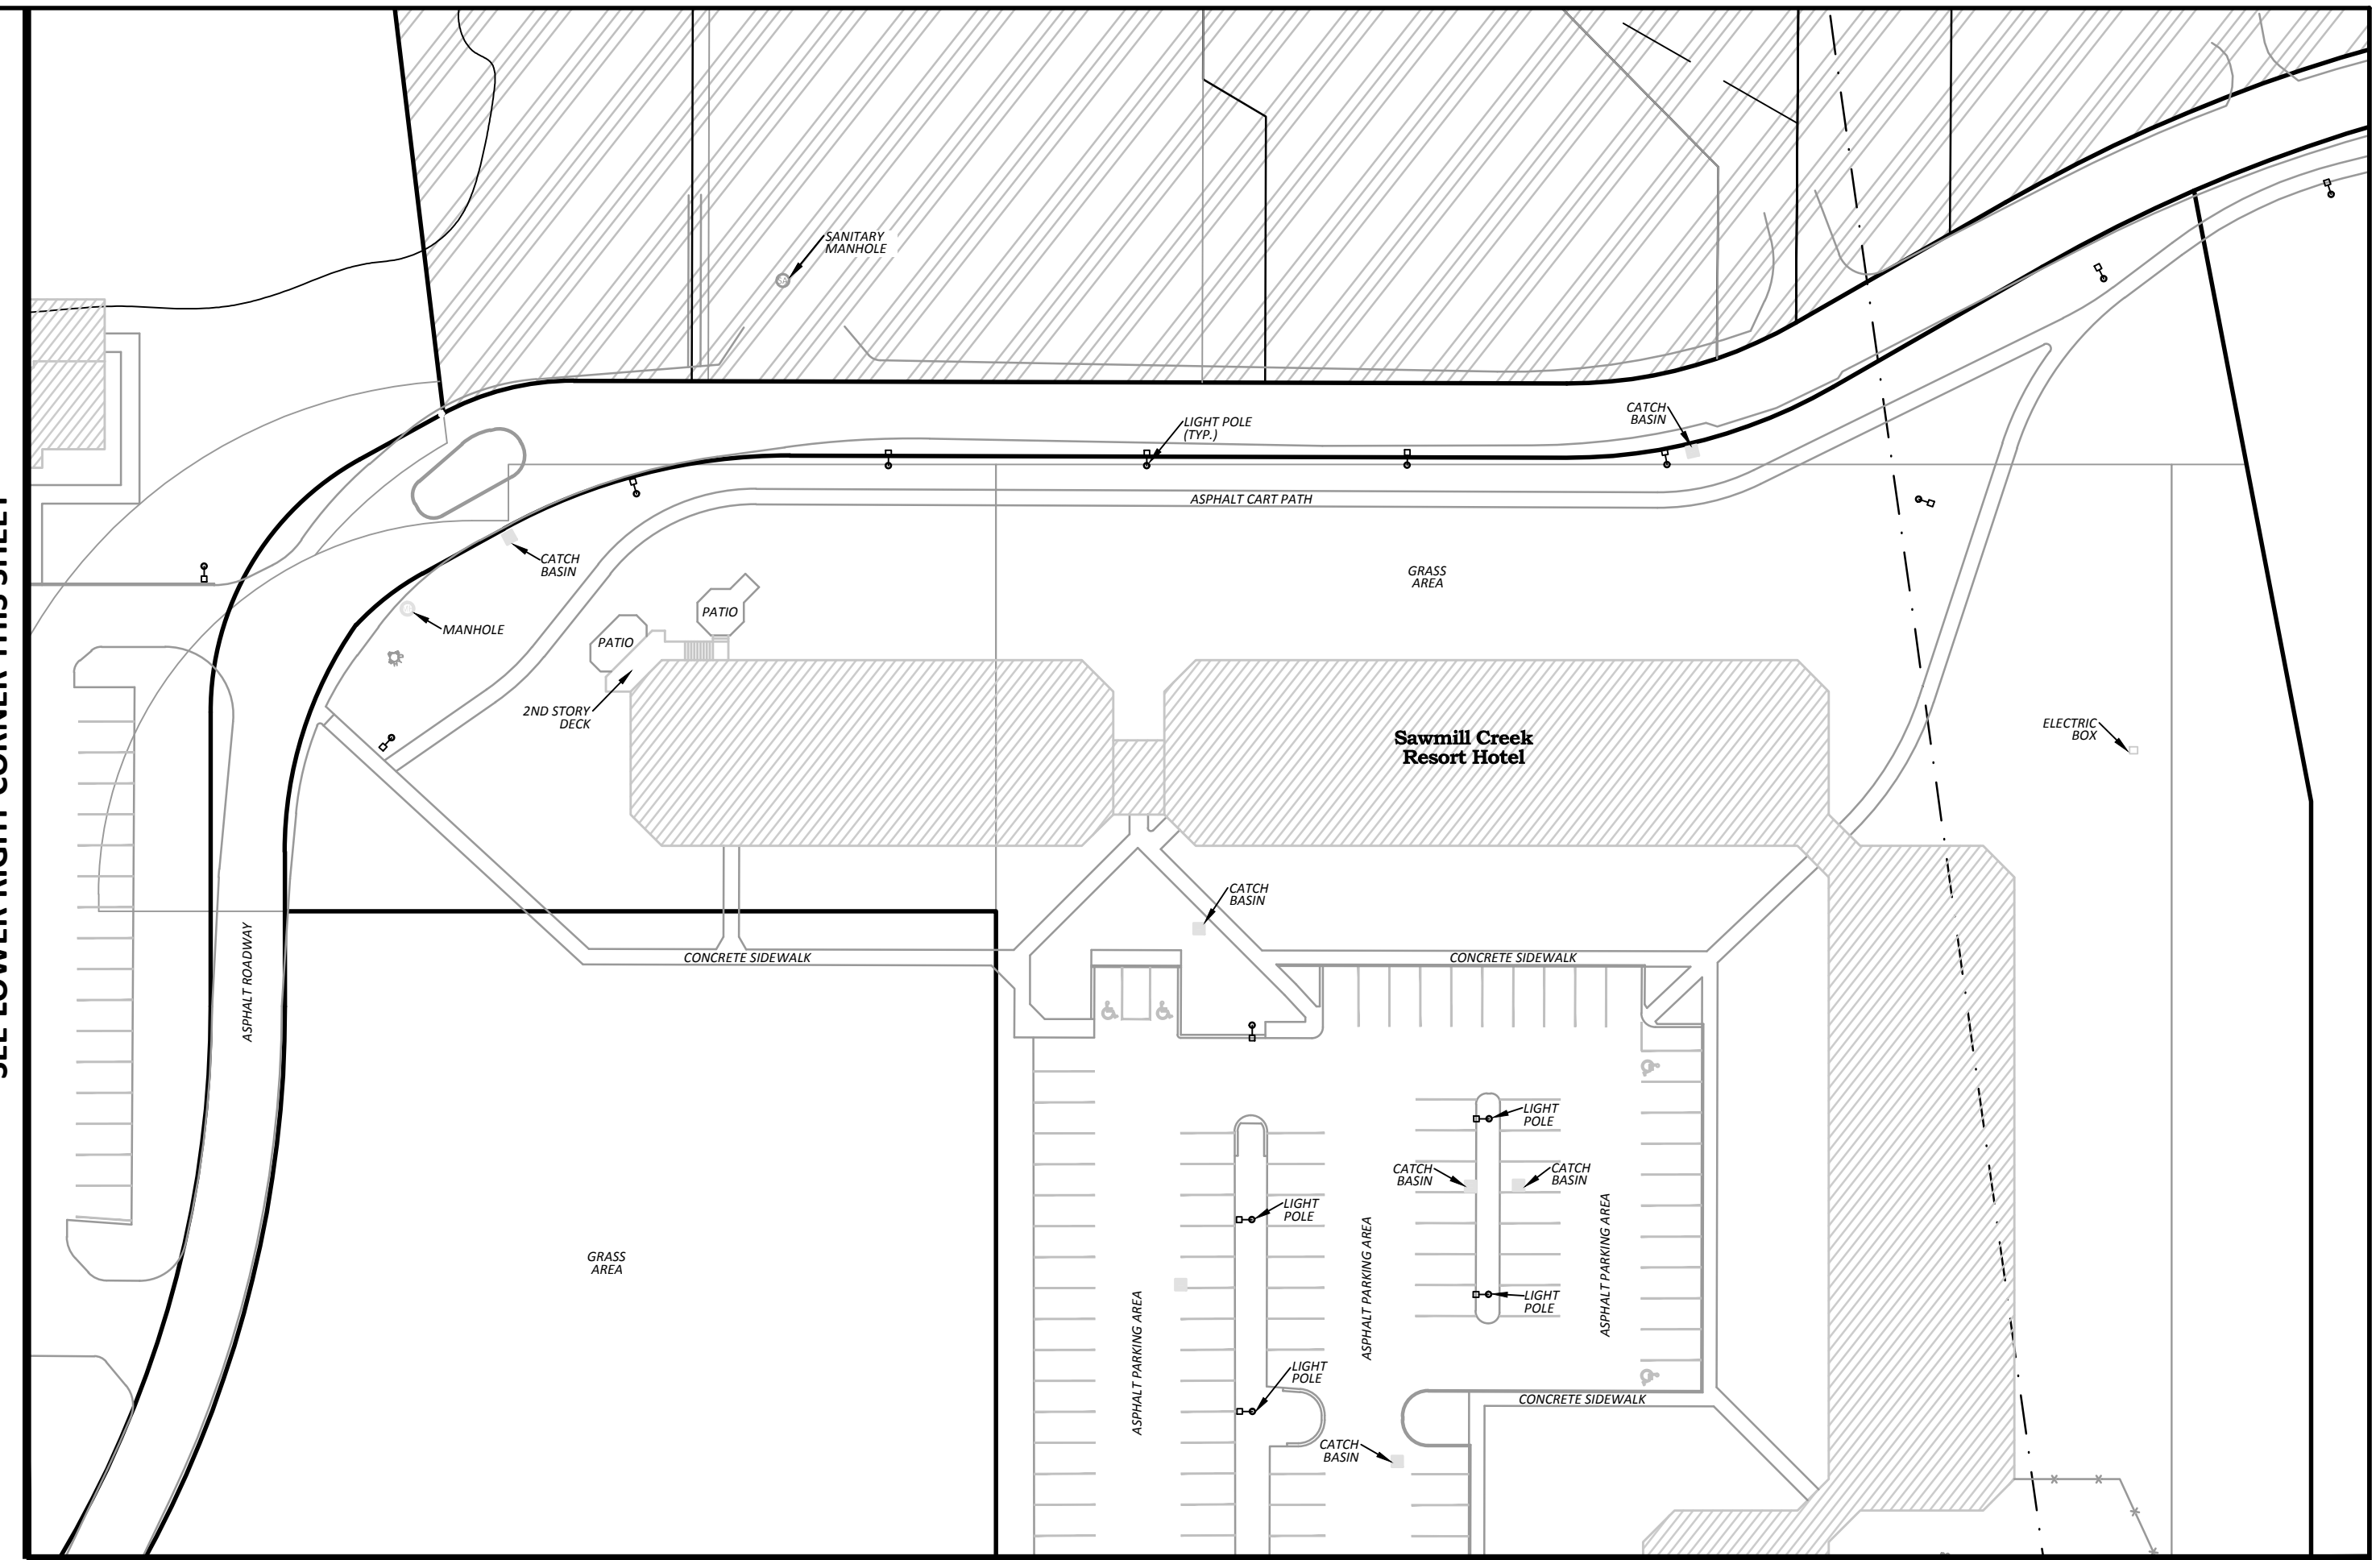 SANITARY
MANHOLE
LIGHT POLE
(TYP.)
CATCH
BASIN
ASPHALT CART PATH
CATCH
BASIN
GRASS
AREA
PATIO
MANHOLE
PATIO
2ND STORY
DECK
Sawmill Creek
Resort Hotel
ELECTRIC
BOX
CATCH
BASIN
ASPHALT ROADWAY
CONCRETE SIDEWALK
CONCRETE SIDEWALK
LIGHT
POLE
CATCH
BASIN
CATCH
BASIN
LIGHT
POLE
GRASS
AREA
ASPHALT PARKING AREA
ASPHALT PARKING AREA
ASPHALT PARKING AREA
LIGHT
POLE
LIGHT
POLE
CONCRETE SIDEWALK
CATCH
BASIN
SEE LOWER RIGHT CORNER THIS SHEET